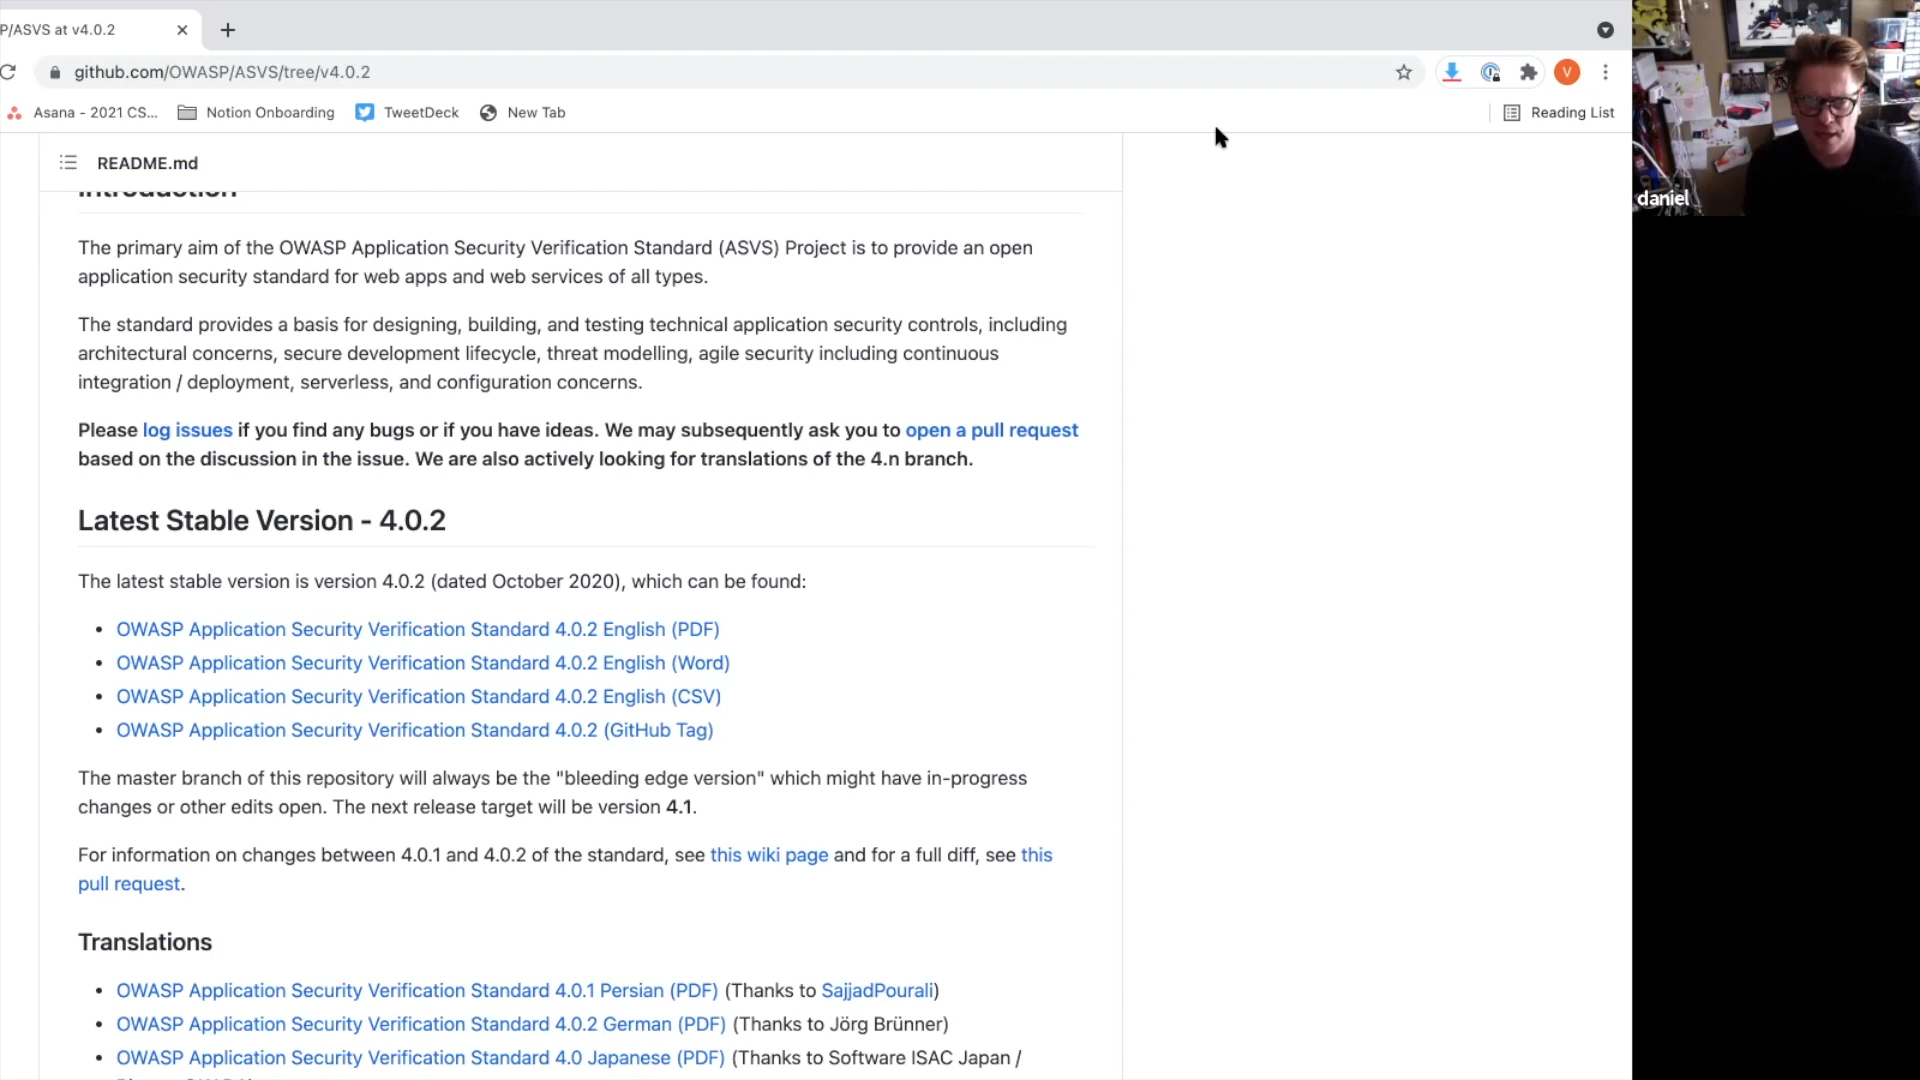 P/ASVS at v4.0.2
github.com/OWASP/ASVS/tree/v4.0.2
V
Asana - 2021 CS...
Notion Onboarding
TweetDeck
New Tab
Reading List
daniel
README.md
Introduction
The primary aim of the OWASP Application Security Verification Standard (ASVS) Project is to provide an open
application security standard for web apps and web services of all types.
The standard provides a basis for designing, building, and testing technical application security controls, including
architectural concerns, secure development lifecycle, threat modelling, agile security including continuous
integration / deployment, serverless, and configuration concerns.
Please log issues if you find any bugs or if you have ideas. We may subsequently ask you to open a pull request
based on the discussion in the issue. We are also actively looking for translations of the 4.n branch.
Latest Stable Version - 4.0.2
The latest stable version is version 4.0.2 (dated October 2020), which can be found:
• OWASP Application Security Verification Standard 4.0.2 English (PDF)
• OWASP Application Security Verification Standard 4.0.2 English (Word)
• OWASP Application Security Verification Standard 4.0.2 English (CSV)
• OWASP Application Security Verification Standard 4.0.2 (GitHub Tag)
The master branch of this repository will always be the "bleeding edge version" which might have in-progress
changes or other edits open. The next release target will be version 4.1.
For information on changes between 4.0.1 and 4.0.2 of the standard, see this wiki page and for a full diff, see this
pull request.
Translations
• OWASP Application Security Verification Standard 4.0.1 Persian (PDF) (Thanks to SajjadPourali)
• OWASP Application Security Verification Standard 4.0.2 German (PDF) (Thanks to Jörg Brünner)
• OWASP Application Security Verification Standard 4.0 Japanese (PDF) (Thanks to Software ISAC Japan /